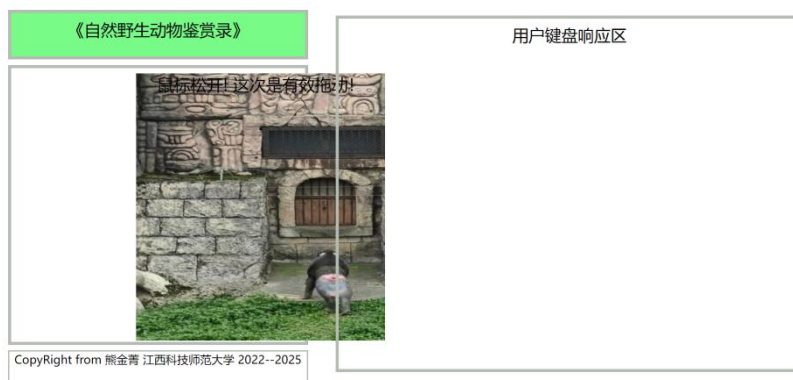 《自然野生动物鉴赏录》
用户键盘响应区
鼠标松开! 这次是有效拖动!
CopyRight from 熊金菁 江西科技师范大学 2022--2025